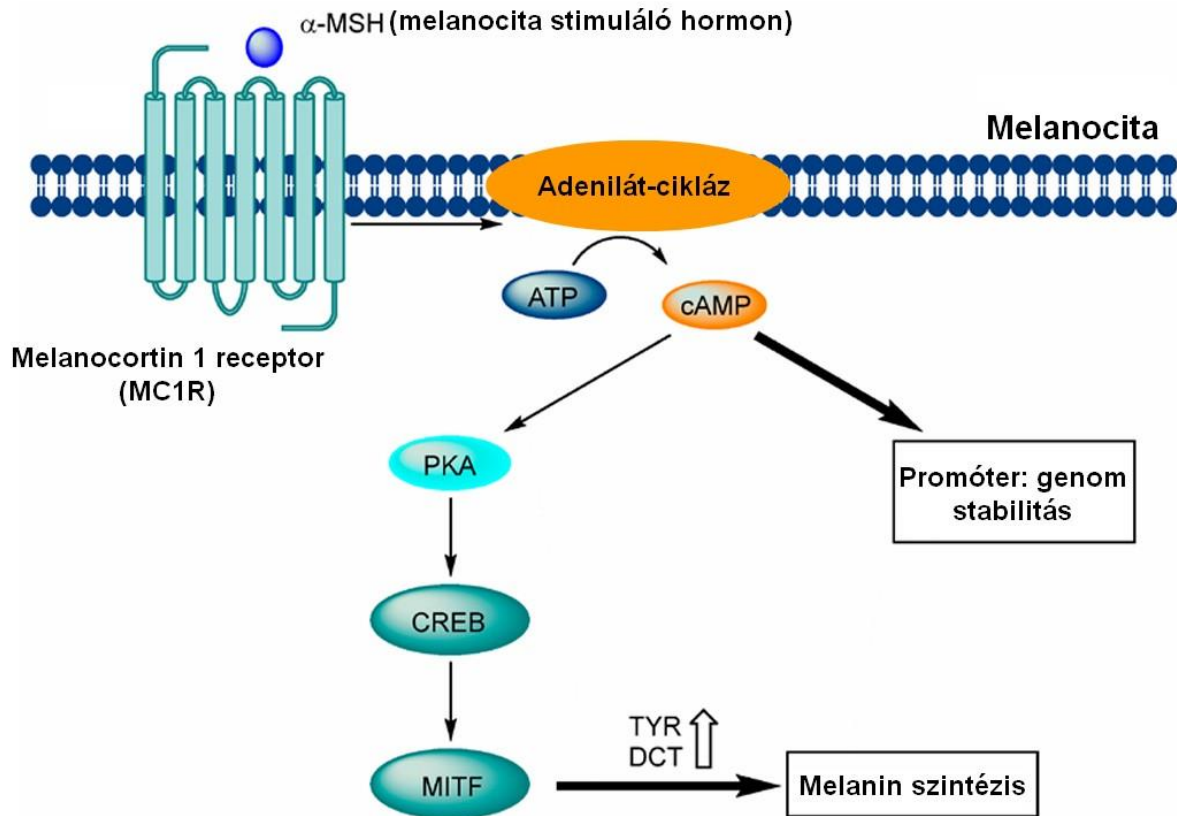 α-MSH (melanocita stimuláló hormon)
Melanocita
Adenilát-cikláz
ATP
cAMP
Melanocortin 1 receptor
(MC1R)
PKA
Promóter: genom
stabilitás
CREB
TYR
DCT
MITF
Melanin szintézis